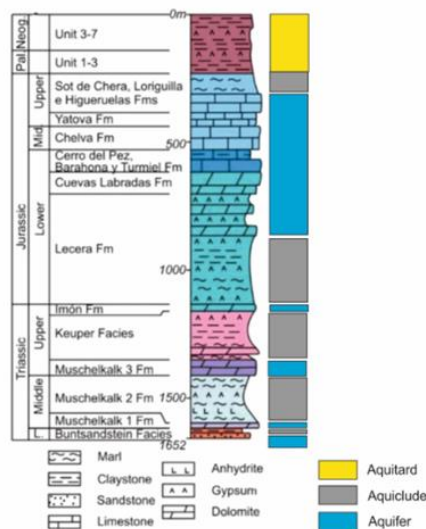 0m
Neog.
Unit 3-7
Pal.
Unit 1-3
Jurassic
Upper
Sot de Chera, Loriguilla
e Higueruelas Fms
Yatova Fm
Mid.
Chelva Fm
500
Lower
Cerro del Pez,
Barahona y Turmiel Fm
Cuevas Labradas Fm
Lecera Fm
1000
Triassic
Upper
Imón Fm
Keuper Facies
Middle
Muschelkalk 3 Fm
Muschelkalk 2 Fm
1500
Muschelkalk 1 Fm
L.
Buntsandstein Facies
1652
Marl
Claystone
Sandstone
Limestone
Anhydrite
Gypsum
Dolomite
Aquitard
Aquiclude
Aquifer